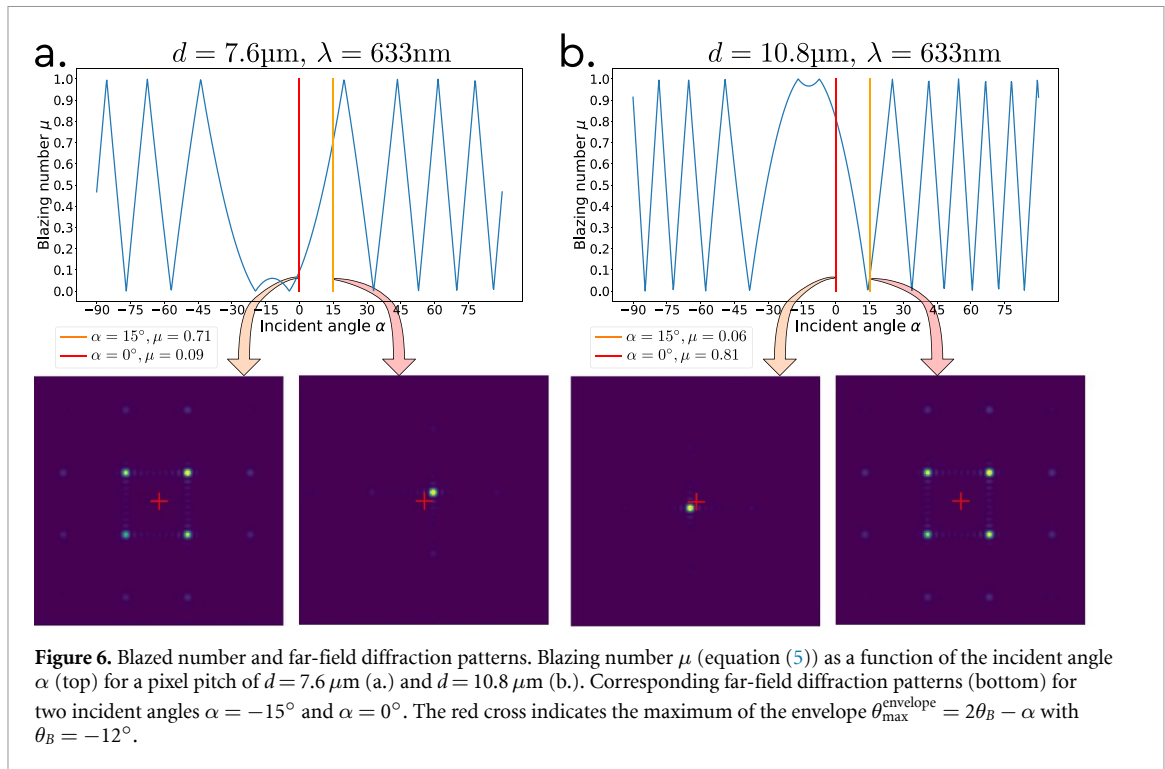 a.
d = 7.6µm, λ = 633nm
Blazing number µ
1.0
0.9
0.8
0.7
0.6
0.5
0.4
0.3
0.2
0.1
0.0
−90 −75 −60 −45 −30 −15 0 15 30 45 60 75
Incident angle α
α = 15°, µ = 0.71
α = 0°, µ = 0.09
b.
d = 10.8µm, λ = 633nm
Blazing number µ
1.0
0.9
0.8
0.7
0.6
0.5
0.4
0.3
0.2
0.1
0.0
−90 −75 −60 −45 −30 −15 0 15 30 45 60 75
Incident angle α
α = 15°, µ = 0.06
α = 0°, µ = 0.81
Figure 6. Blazed number and far-field diffraction patterns. Blazing number µ (equation (5)) as a function of the incident angle
α (top) for a pixel pitch of d = 7.6 µm (a.) and d = 10.8 µm (b.). Corresponding far-field diffraction patterns (bottom) for
two incident angles α = −15° and α = 0°. The red cross indicates the maximum of the envelope θ_max^envelope = 2θ_B − α with
θ_B = −12°.